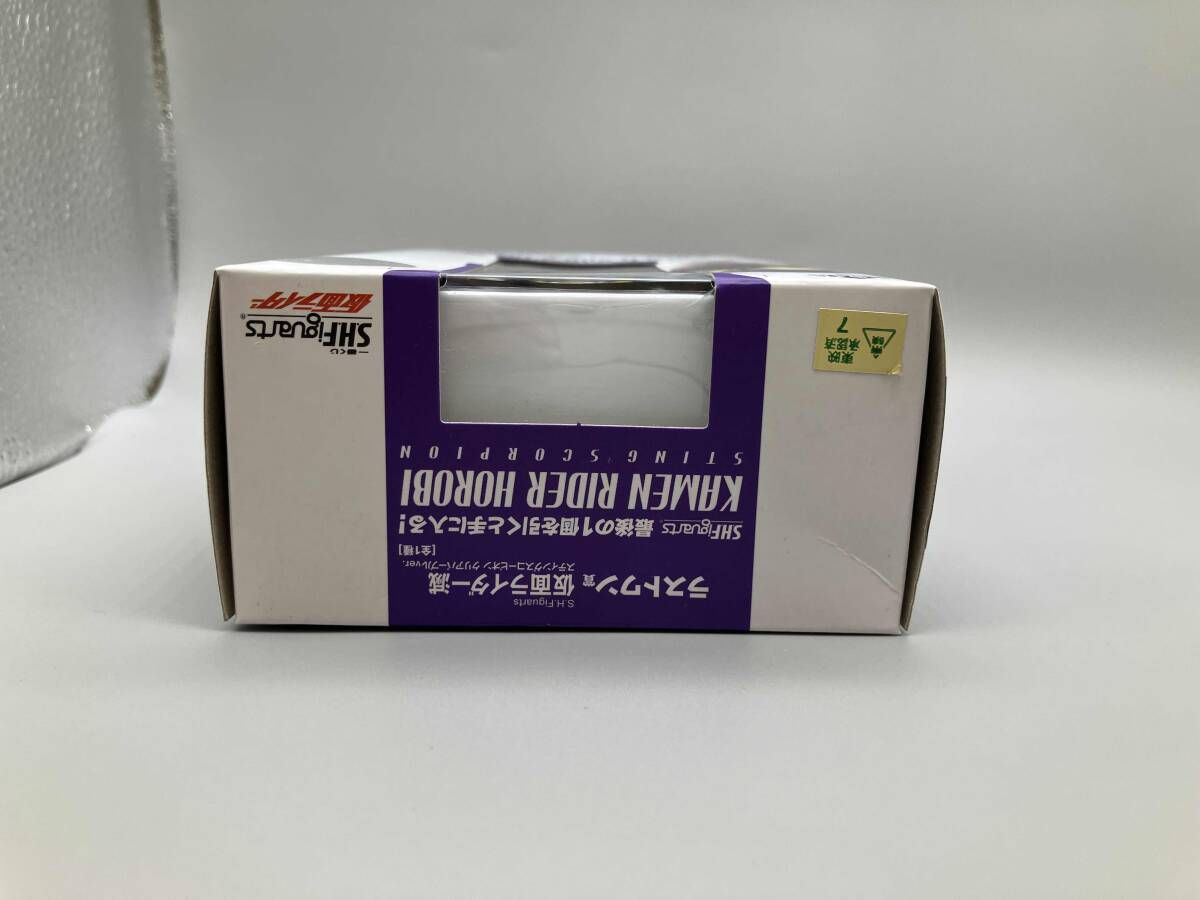 S.H.Figuarts
ラストワン賞 仮面ライダー滅
スティングスコーピオン クリアパープルver.
[全1種]
S.H.Figuarts 最後の1個を引くと手に入る!
KAMEN RIDER HOROBI
STING SCORPION
一番くじ
S.H.Figuarts®
仮面ライダー
東映
承認済
7